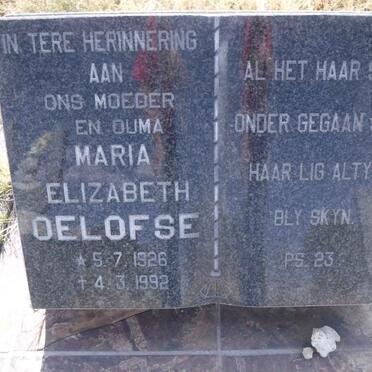 IN TERE HERINNERING
AAN
ONS MOEDER
EN OUMA
MARIA
ELIZABETH
OELOFSE
* 5.7.1926
+ 4.3.1992
AL HET HAAR
ONDER GEGAAN
HAAR LIG
BLY SKYN.
PS. 23